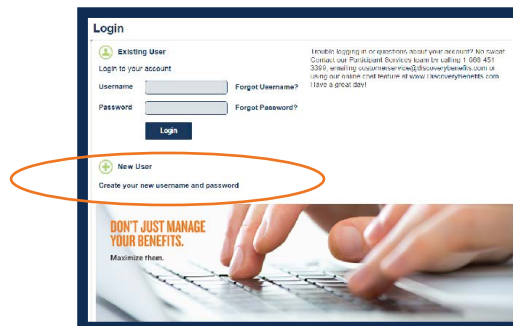 Login
Existing User
Login to your account
Username
Forgot Username?
Password
Forgot Password?
Login
Trouble logging in or questions about your account? No sweat.
Contact our Participant Services team by calling 1 866 451
3399, emailing customerservice@discoverybenefits.com or
using our online chat feature at www.Discoverybenefits.com
Have a great day!
New User
Create your new username and password
DON'T JUST MANAGE
YOUR BENEFITS.
Maximize them.